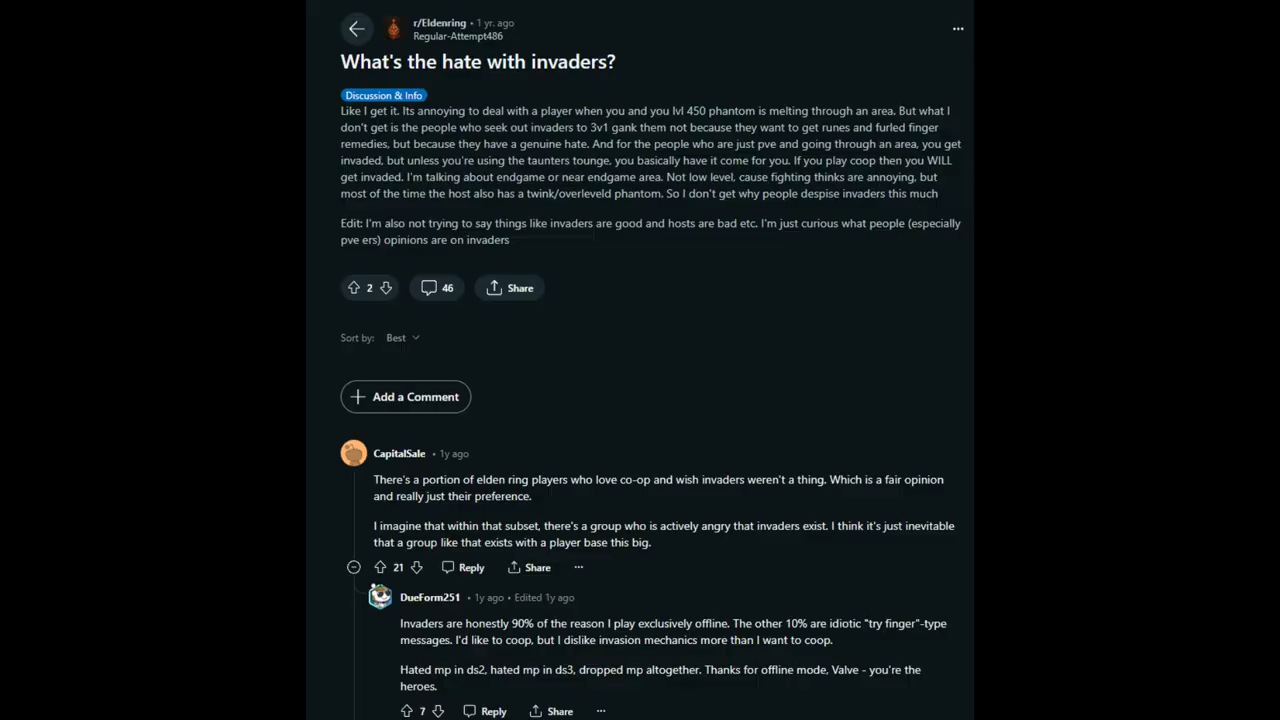 r/Eldenring • 1 yr. ago
Regular-Attempt486
What's the hate with invaders?
Discussion & Info
Like I get it. Its annoying to deal with a player when you and you lvl 450 phantom is melting through an area. But what I
don't get is the people who seek out invaders to 3v1 gank them not because they want to get runes and furled finger
remedies, but because they have a genuine hate. And for the people who are just pve and going through an area, you get
invaded, but unless you're using the taunters tounge, you basically have it come for you. If you play coop then you WILL
get invaded. I'm talking about endgame or near endgame area. Not low level, cause fighting thinks are annoying, but
most of the time the host also has a twink/overleveld phantom. So I don't get why people despise invaders this much
Edit: I'm also not trying to say things like invaders are good and hosts are bad etc. I'm just curious what people (especially
pve ers) opinions are on invaders
2 46 Share
Sort by: Best
Add a Comment
CapitalSale • 1y ago
There's a portion of elden ring players who love co-op and wish invaders weren't a thing. Which is a fair opinion
and really just their preference.
I imagine that within that subset, there's a group who is actively angry that invaders exist. I think it's just inevitable
that a group like that exists with a player base this big.
21 Reply Share
DueForm251 • 1y ago • Edited 1y ago
Invaders are honestly 90% of the reason I play exclusively offline. The other 10% are idiotic "try finger"-type
messages. I'd like to coop, but I dislike invasion mechanics more than I want to coop.
Hated mp in ds2, hated mp in ds3, dropped mp altogether. Thanks for offline mode, Valve - you're the
heroes.
7 Reply Share